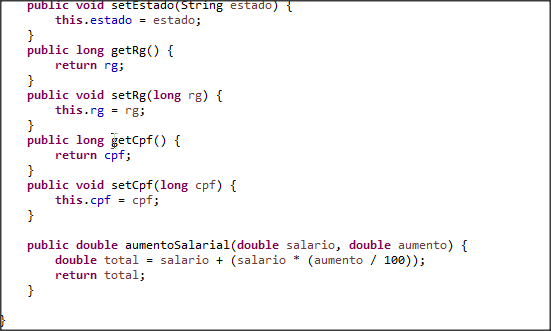 public void setEstado(String estado) {
this.estado = estado;
}
public long getRg() {
return rg;
}
public void setRg(long rg) {
this.rg = rg;
}
public long getCpf() {
return cpf;
}
public void setCpf(long cpf) {
this.cpf = cpf;
}
public double aumentoSalarial(double salario, double aumento) {
double total = salario + (salario * (aumento / 100));
return total;
}
}